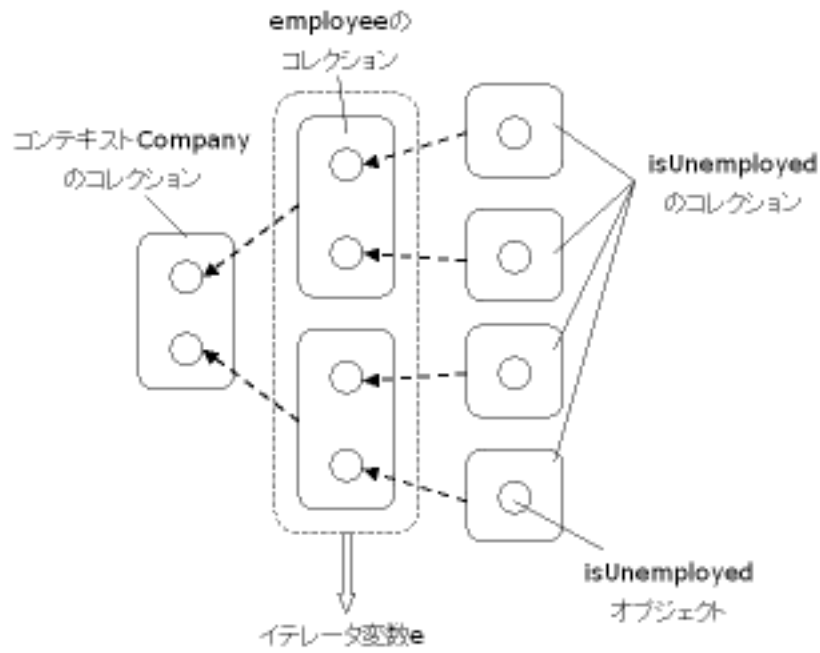 employeeの
コレクション
コンテキストCompany
のコレクション
isUnemployed
のコレクション
isUnemployed
オブジェクト
イテレータ変数e